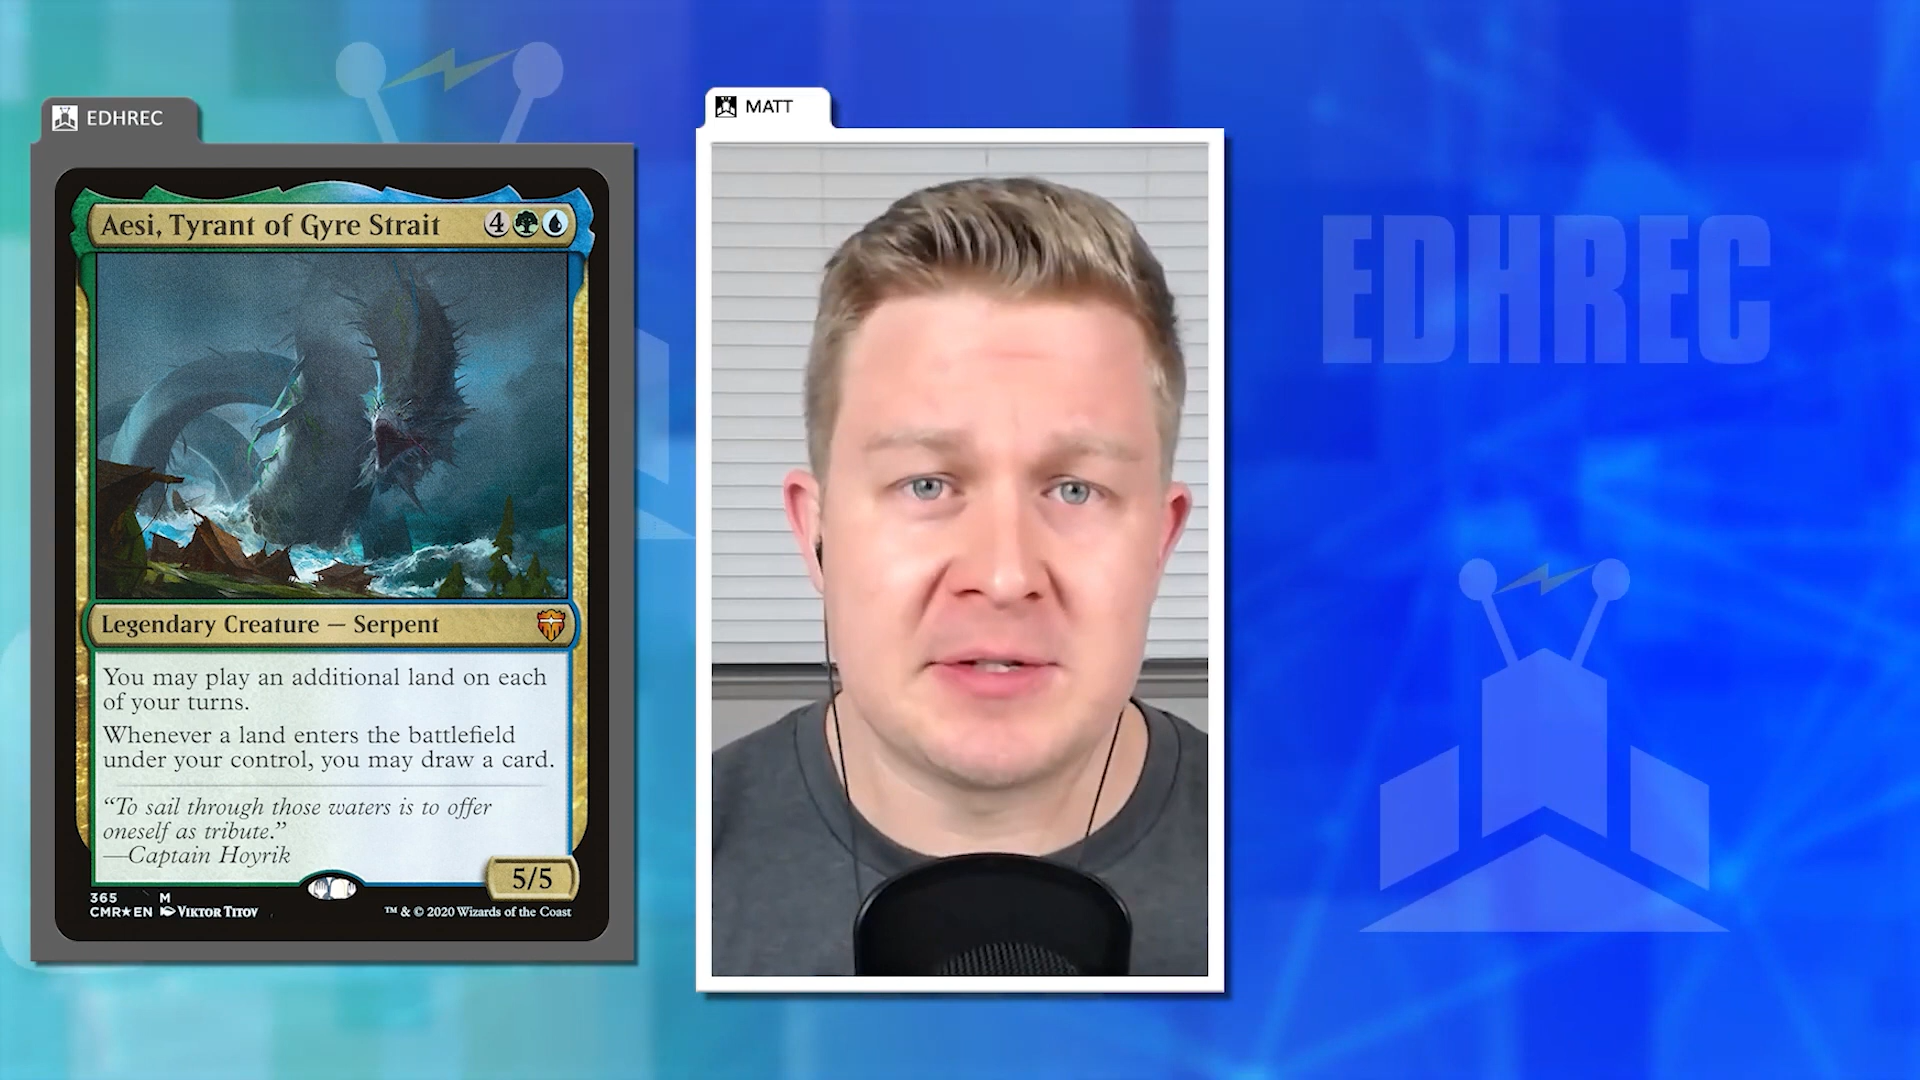 EDHREC
Aesi, Tyrant of Gyre Strait 4
Legendary Creature — Serpent
You may play an additional land on each
of your turns.
Whenever a land enters the battlefield
under your control, you may draw a card.
“To sail through those waters is to offer
oneself as tribute.”
—Captain Hoyrik
5/5
365 M
CMR★EN VIKTOR TITOV
™ & © 2020 Wizards of the Coast
MATT
EDHREC